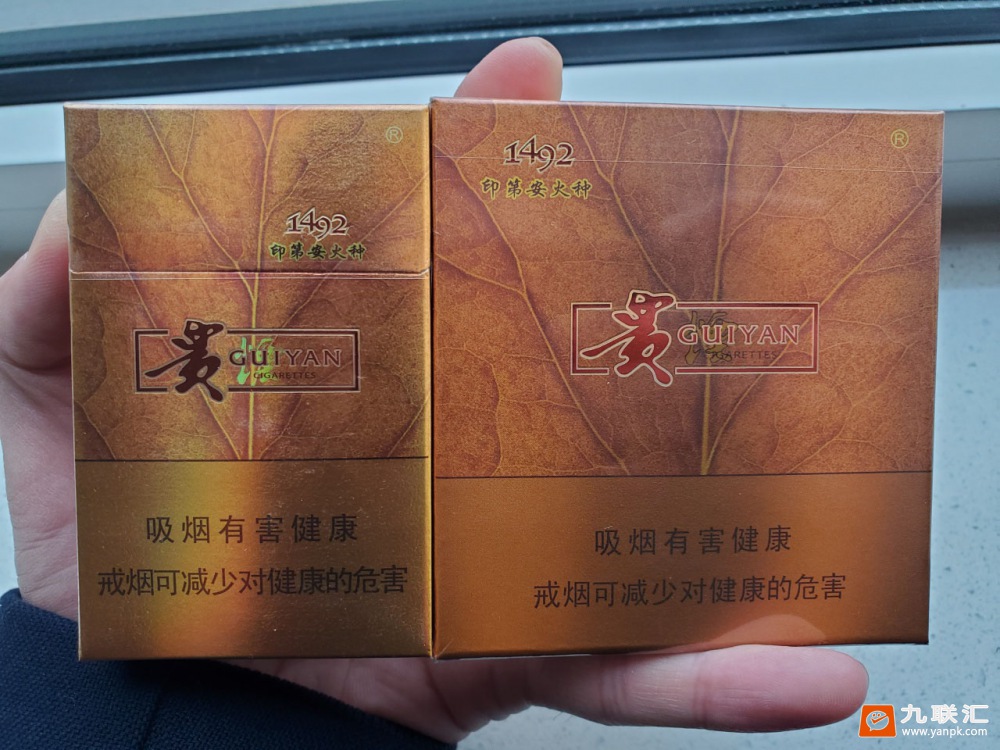 ®
1492
印第安火种
贵 GUIYAN
CIGARETTES
吸烟有害健康
戒烟可减少对健康的危害
®
1492
印第安火种
贵 GUIYAN
CIGARETTES
吸烟有害健康
戒烟可减少对健康的危害
九联汇
www.yanpk.com